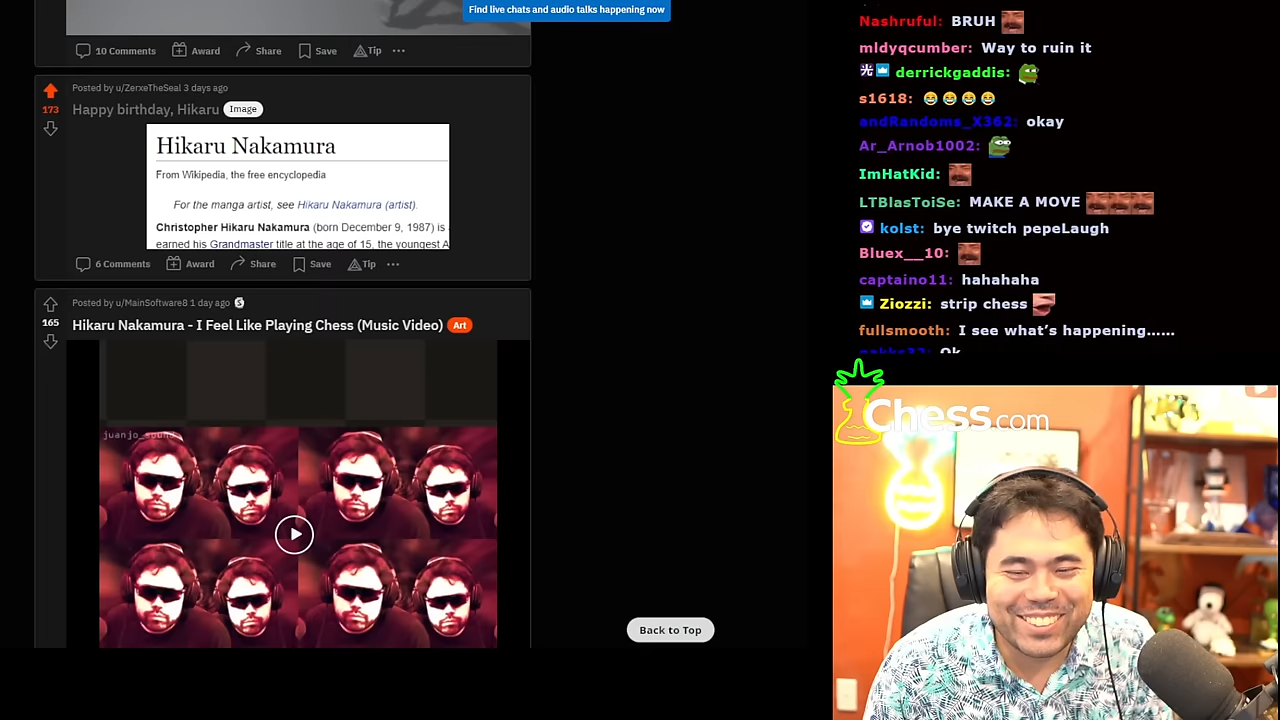 Find live chats and audio talks happening now
10 Comments Award Share Save Tip
Posted by u/ZerxeTheSeal 3 days ago
173
Happy birthday, Hikaru Image
Hikaru Nakamura
From Wikipedia, the free encyclopedia
For the manga artist, see Hikaru Nakamura (artist).
Christopher Hikaru Nakamura (born December 9, 1987) is
earned his Grandmaster title at the age of 15, the youngest A
6 Comments Award Share Save Tip
Posted by u/MainSoftware8 1 day ago
165
Hikaru Nakamura - I Feel Like Playing Chess (Music Video) Art
juanjo_sound
Back to Top
Nashruful: BRUH
mldyqcumber: Way to ruin it
derrickgaddis:
s1618:
andRandoms_X362: okay
Ar_Arnob1002:
ImHatKid:
LTBlasToiSe: MAKE A MOVE
kolst: bye twitch pepeLaugh
Bluex__10:
captaino11: hahahaha
Ziozzi: strip chess
fullsmooth: I see what’s happening......
Ok
Chess.com